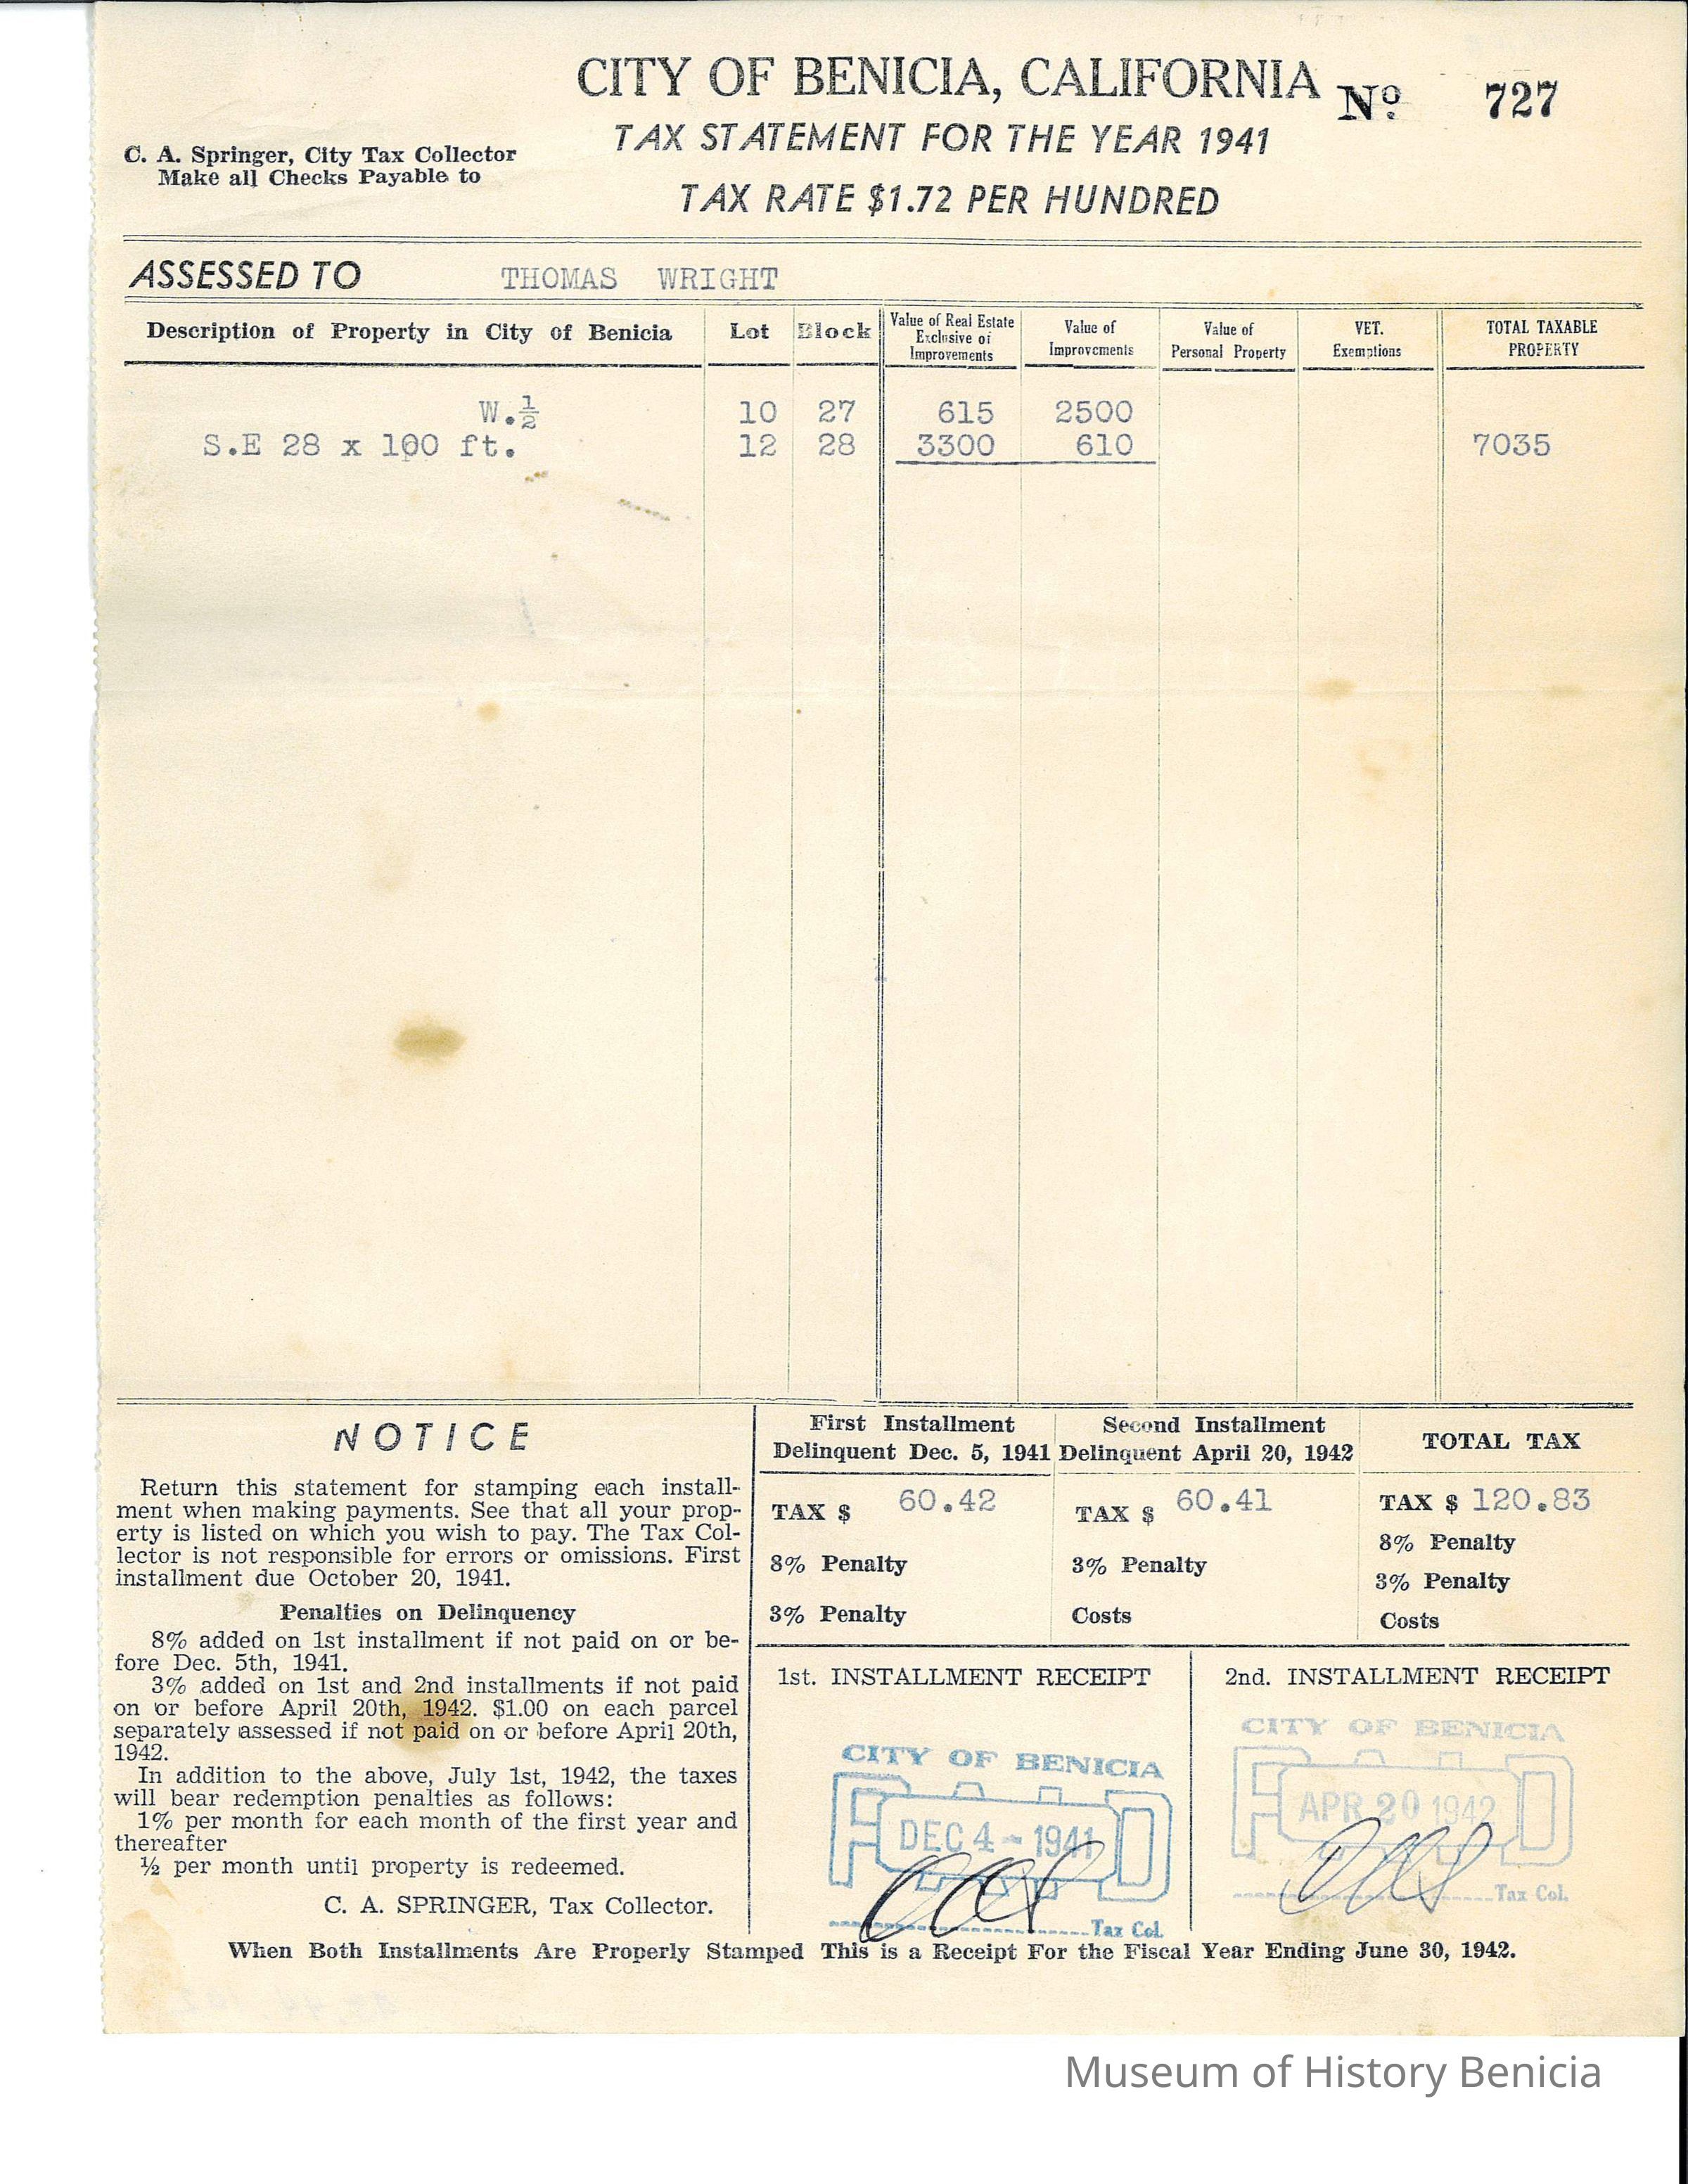 CITY OF BENICIA, CALIFORNIA
Nº 727
TAX STATEMENT FOR THE YEAR 1941
C. A. Springer, City Tax Collector
Make all Checks Payable to
TAX RATE $1.72 PER HUNDRED
ASSESSED TO THOMAS WRIGHT
Description of Property in City of Benicia Lot Block Value of Real Estate Exclusive of Improvements Value of Improvements Value of Personal Property VET. Exemptions TOTAL TAXABLE PROPERTY
W.½ 10 27 615 2500
S.E 28 x 100 ft. 12 28 3300 610 7035
NOTICE
Return this statement for stamping each install-
ment when making payments. See that all your prop-
erty is listed on which you wish to pay. The Tax Col-
lector is not responsible for errors or omissions. First
installment due October 20, 1941.
Penalties on Delinquency
8% added on 1st installment if not paid on or be-
fore Dec. 5th, 1941.
3% added on 1st and 2nd installments if not paid
on or before April 20th, 1942. $1.00 on each parcel
separately assessed if not paid on or before April 20th,
1942.
In addition to the above, July 1st, 1942, the taxes
will bear redemption penalties as follows:
1% per month for each month of the first year and
thereafter
½ per month until property is redeemed.
C. A. SPRINGER, Tax Collector.
First Installment
Delinquent Dec. 5, 1941
TAX $ 60.42
8% Penalty
3% Penalty
Second Installment
Delinquent April 20, 1942
TAX $ 60.41
3% Penalty
Costs
TOTAL TAX
TAX $ 120.83
8% Penalty
3% Penalty
Costs
1st. INSTALLMENT RECEIPT
CITY OF BENICIA
PAID
DEC 4 - 1941
CAS
Tax Col.
2nd. INSTALLMENT RECEIPT
CITY OF BENICIA
PAID
APR 20 1942
CAS
Tax Col.
When Both Installments Are Properly Stamped This is a Receipt For the Fiscal Year Ending June 30, 1942.
Museum of History Benicia